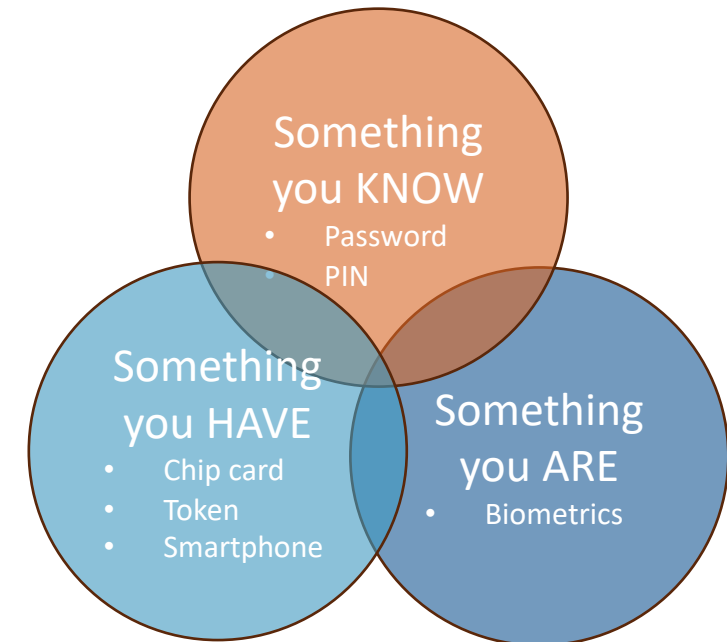 Something
you KNOW
• Password
• PIN
Something
you HAVE
• Chip card
• Token
• Smartphone
Something
you ARE
• Biometrics